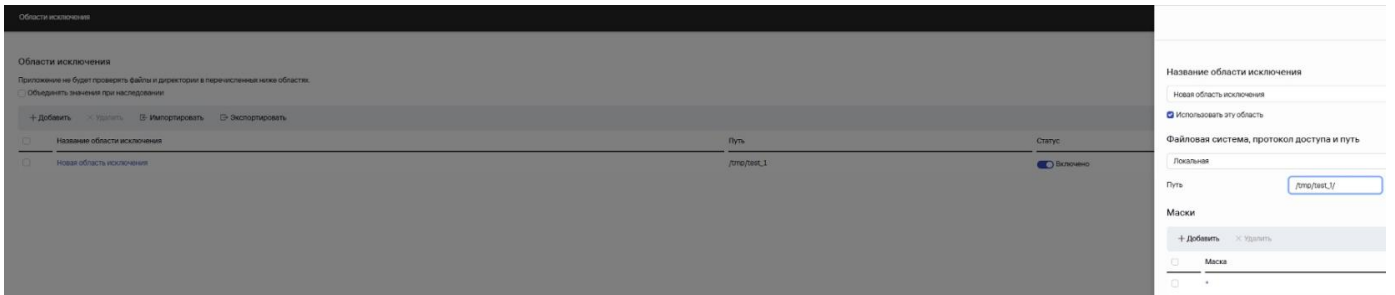 Области исключения
Области исключения
Приложение не будет проверять файлы и директории в перечисленных ниже областях.
Объединять значения при наследовании
+ Добавить × Удалить Импортировать Экспортировать
Название области исключения Путь Статус
Новая область исключения /tmp/test_1 Включено
Название области исключения
Новая область исключения
Использовать эту область
Файловая система, протокол доступа и путь
Локальная
Путь /tmp/test_1/
Маски
+ Добавить × Удалить
Маска
*